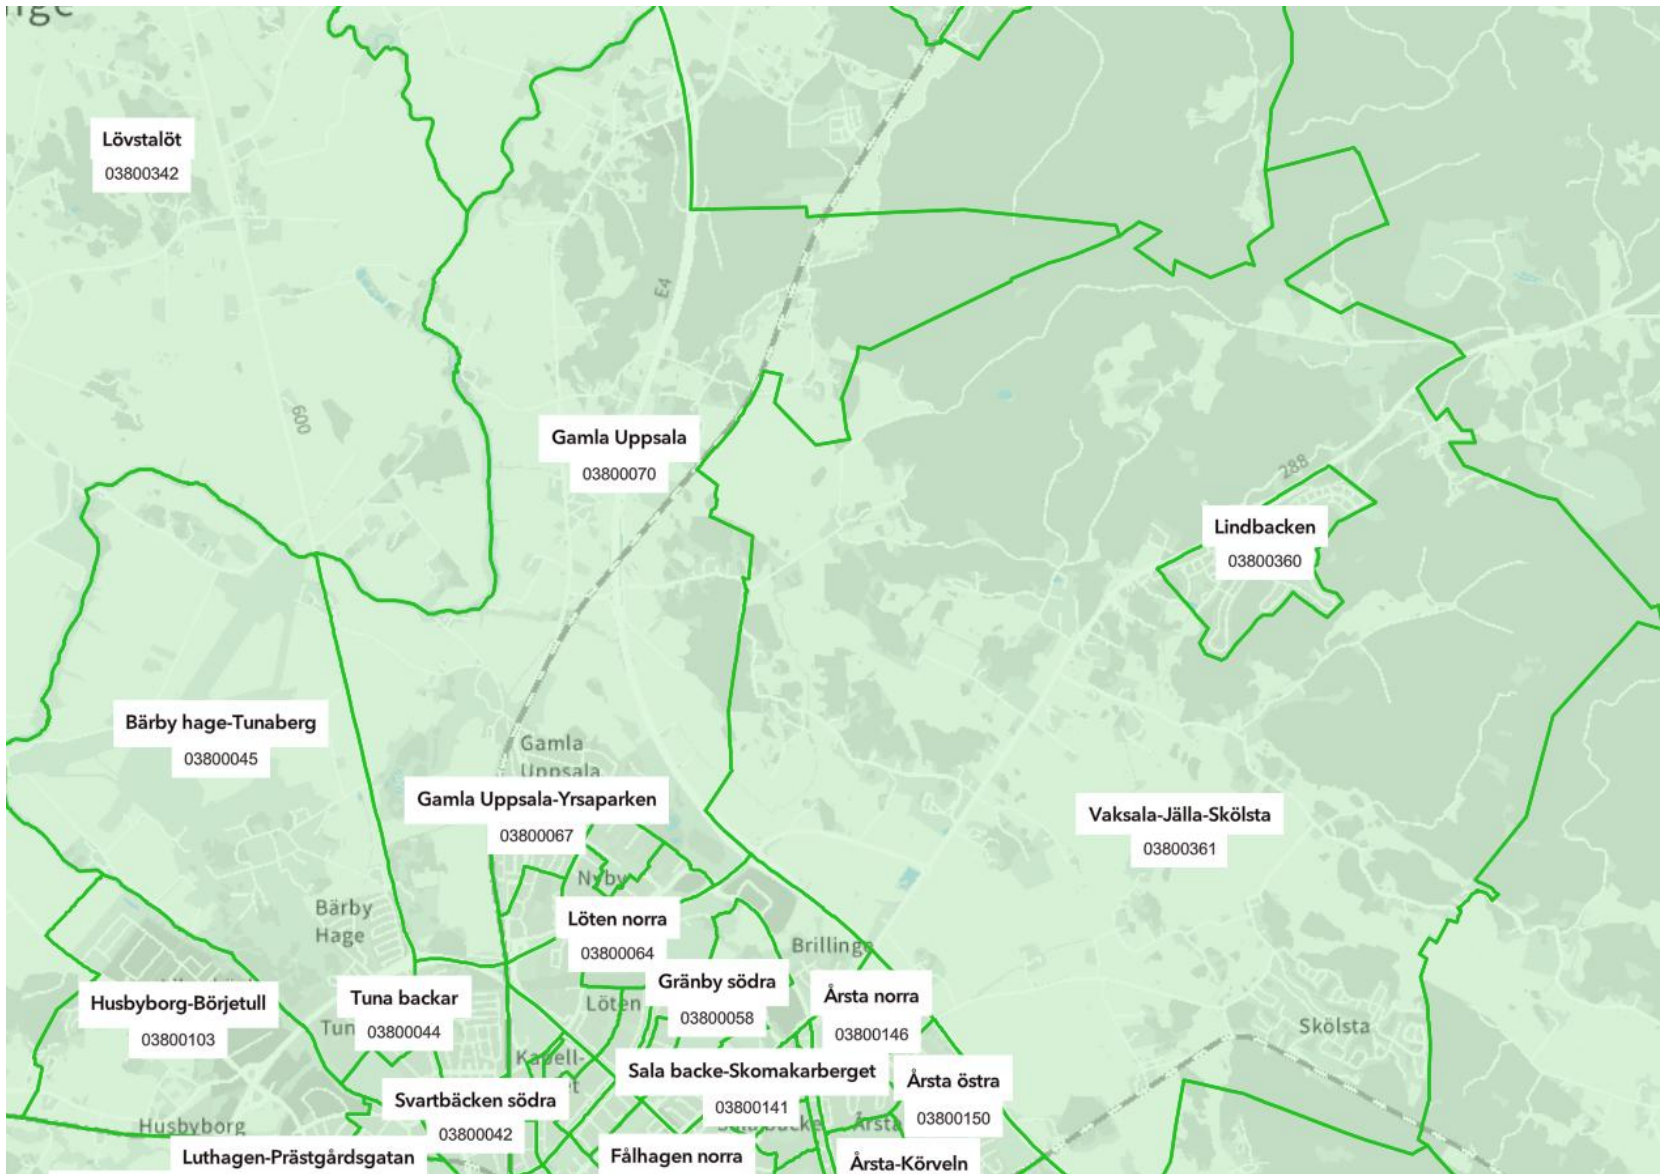 Lövstalöt
03800342
E4
600
Gamla Uppsala
03800070
288
Lindbacken
03800360
Bärby hage-Tunaberg
03800045
Gamla
Uppsala
Gamla Uppsala-Yrsaparken
03800067
Vaksala-Jälla-Skölsta
03800361
Nyby
Bärby
Hage
Löten norra
03800064
Brillinge
Gränby södra
03800058
Husbyborg-Börjetull
03800103
Tuna backar
03800044
Löten
Årsta norra
03800146
Skölsta
Sala backe-Skomakarberget
03800141
Årsta östra
03800150
Svartbäcken södra
03800042
Årsta
Husbyborg
Luthagen-Prästgårdsgatan
Fålhagen norra
Årsta-Körveln